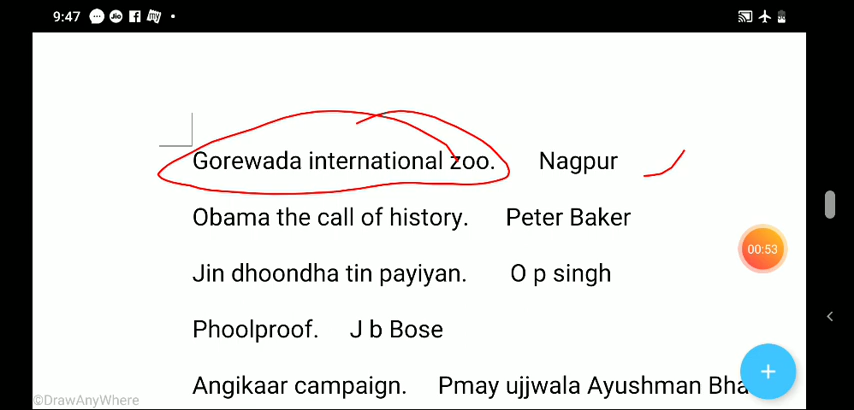 9:47
Gorewada international zoo. Nagpur
Obama the call of history. Peter Baker
00:53
Jin dhoondha tin payiyan. O p singh
Phoolproof. J b Bose
Angikaar campaign. Pmay ujjwala Ayushman Bha
©DrawAnyWhere